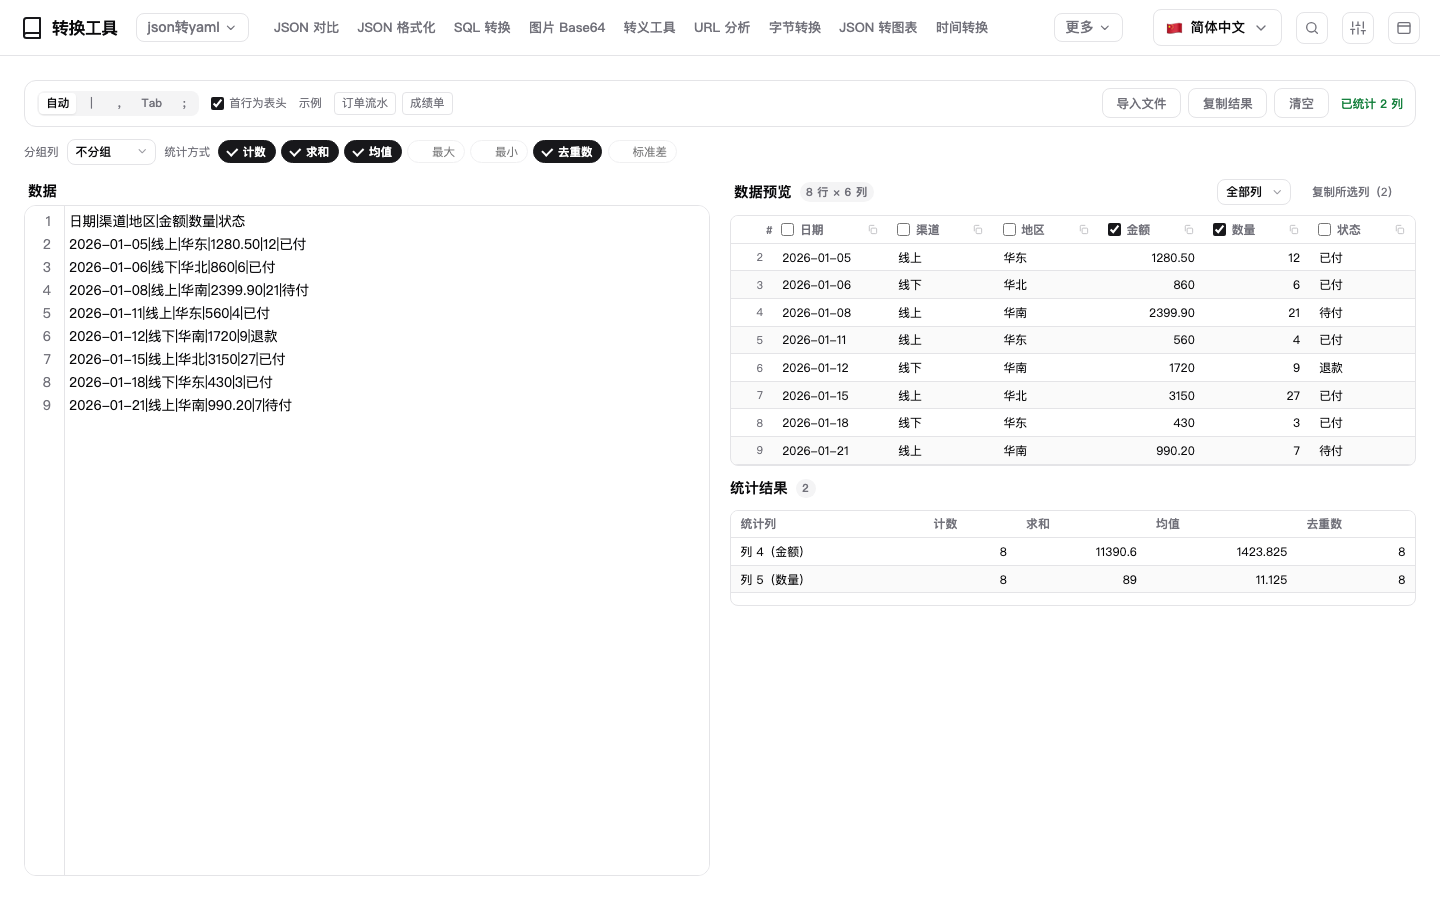 转换工具 json转yaml JSON 对比 JSON 格式化 SQL 转换 图片 Base64 转义工具 URL 分析 字节转换 JSON 转图表 时间转换 更多 简体中文
自动 | , Tab ; 首行为表头 示例 订单流水 成绩单 导入文件 复制结果 清空 已统计 2 列
分组列 不分组 统计方式 计数 求和 均值 最大 最小 去重数 标准差
数据
1 日期|渠道|地区|金额|数量|状态
2 2026-01-05|线上|华东|1280.50|12|已付
3 2026-01-06|线下|华北|860|6|已付
4 2026-01-08|线上|华南|2399.90|21|待付
5 2026-01-11|线上|华东|560|4|已付
6 2026-01-12|线下|华南|1720|9|退款
7 2026-01-15|线上|华北|3150|27|已付
8 2026-01-18|线下|华东|430|3|已付
9 2026-01-21|线上|华南|990.20|7|待付
数据预览 8 行 × 6 列 全部列 复制所选列 (2)
# 日期 渠道 地区 金额 数量 状态
2 2026-01-05 线上 华东 1280.50 12 已付
3 2026-01-06 线下 华北 860 6 已付
4 2026-01-08 线上 华南 2399.90 21 待付
5 2026-01-11 线上 华东 560 4 已付
6 2026-01-12 线下 华南 1720 9 退款
7 2026-01-15 线上 华北 3150 27 已付
8 2026-01-18 线下 华东 430 3 已付
9 2026-01-21 线上 华南 990.20 7 待付
统计结果 2
统计列 计数 求和 均值 去重数
列 4（金额） 8 11390.6 1423.825 8
列 5（数量） 8 89 11.125 8